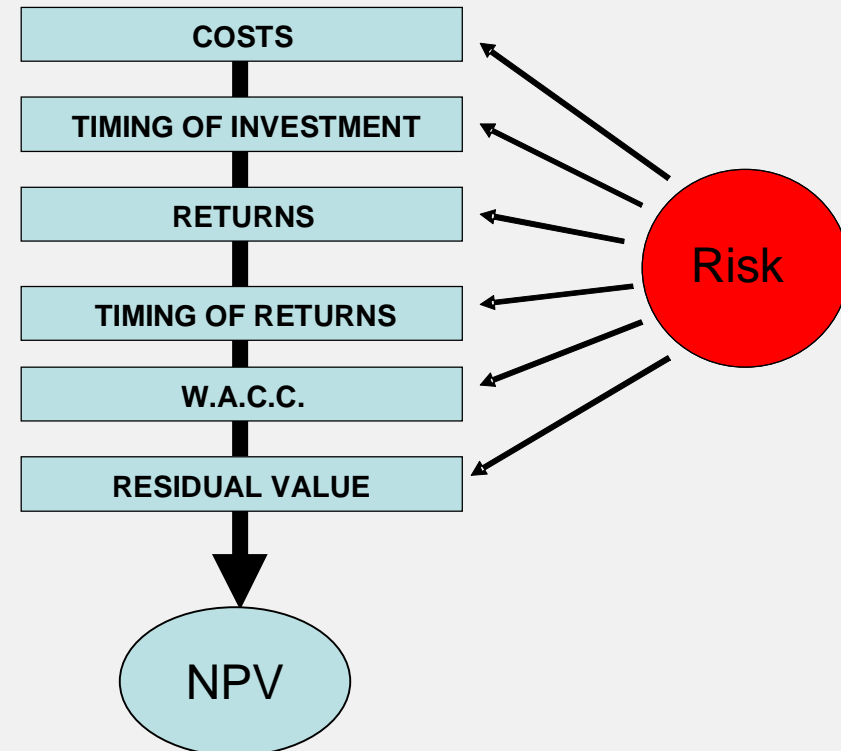 COSTS
TIMING OF INVESTMENT
RETURNS
Risk
TIMING OF RETURNS
W.A.C.C.
RESIDUAL VALUE
NPV